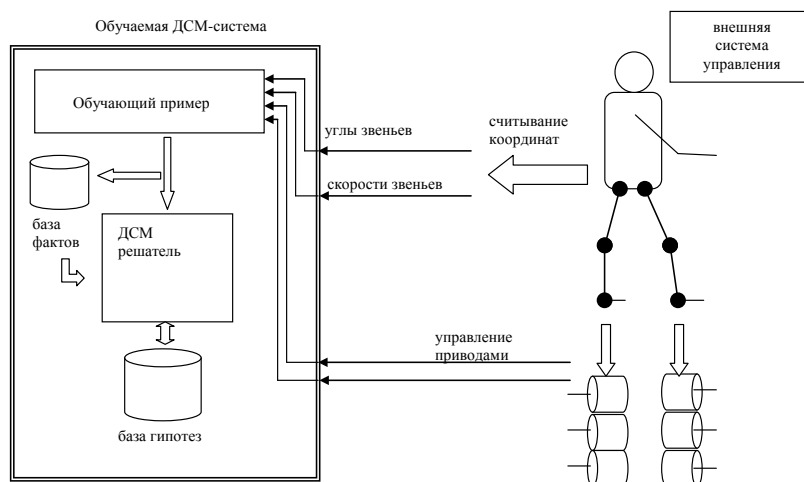 Обучаемая ДСМ-система
внешняя
система
управления
Обучающий пример
считывание
координат
углы звеньев
скорости звеньев
база
фактов
ДСМ
решатель
управление
приводами
база гипотез